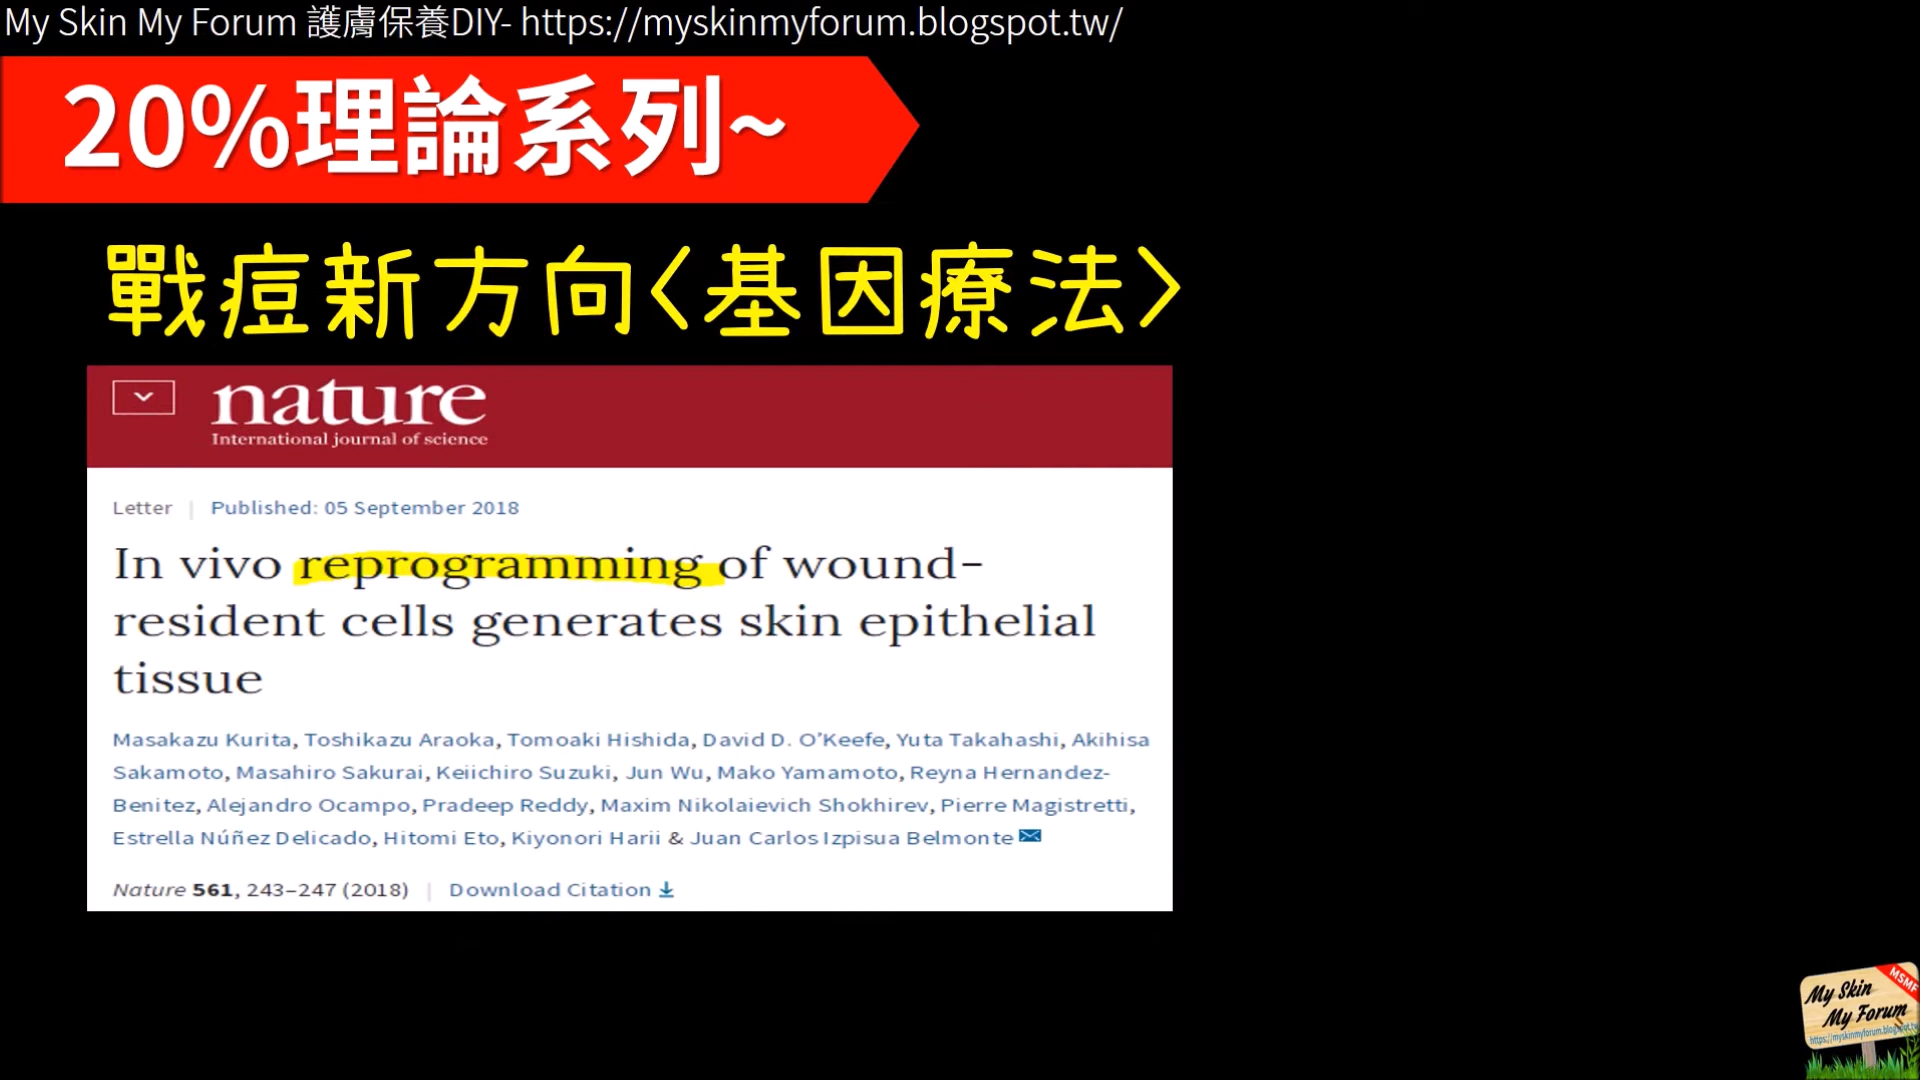 My Skin My Forum 護膚保養DIY- https://myskinmyforum.blogspot.tw/
20%理論系列~
戰痘新方向<基因療法>
nature
International journal of science
Letter | Published: 05 September 2018
In vivo reprogramming of wound-
resident cells generates skin epithelial
tissue
Masakazu Kurita, Toshikazu Araoka, Tomoaki Hishida, David D. O’Keefe, Yuta Takahashi, Akihisa
Sakamoto, Masahiro Sakurai, Keiichiro Suzuki, Jun Wu, Mako Yamamoto, Reyna Hernandez-
Benitez, Alejandro Ocampo, Pradeep Reddy, Maxim Nikolaievich Shokhirev, Pierre Magistretti,
Estrella Núñez Delicado, Hitomi Eto, Kiyonori Harii & Juan Carlos Izpisua Belmonte
Nature 561, 243–247 (2018) | Download Citation
MSMF
My Skin
My Forum
https://myskinmyforum.blogspot.tw